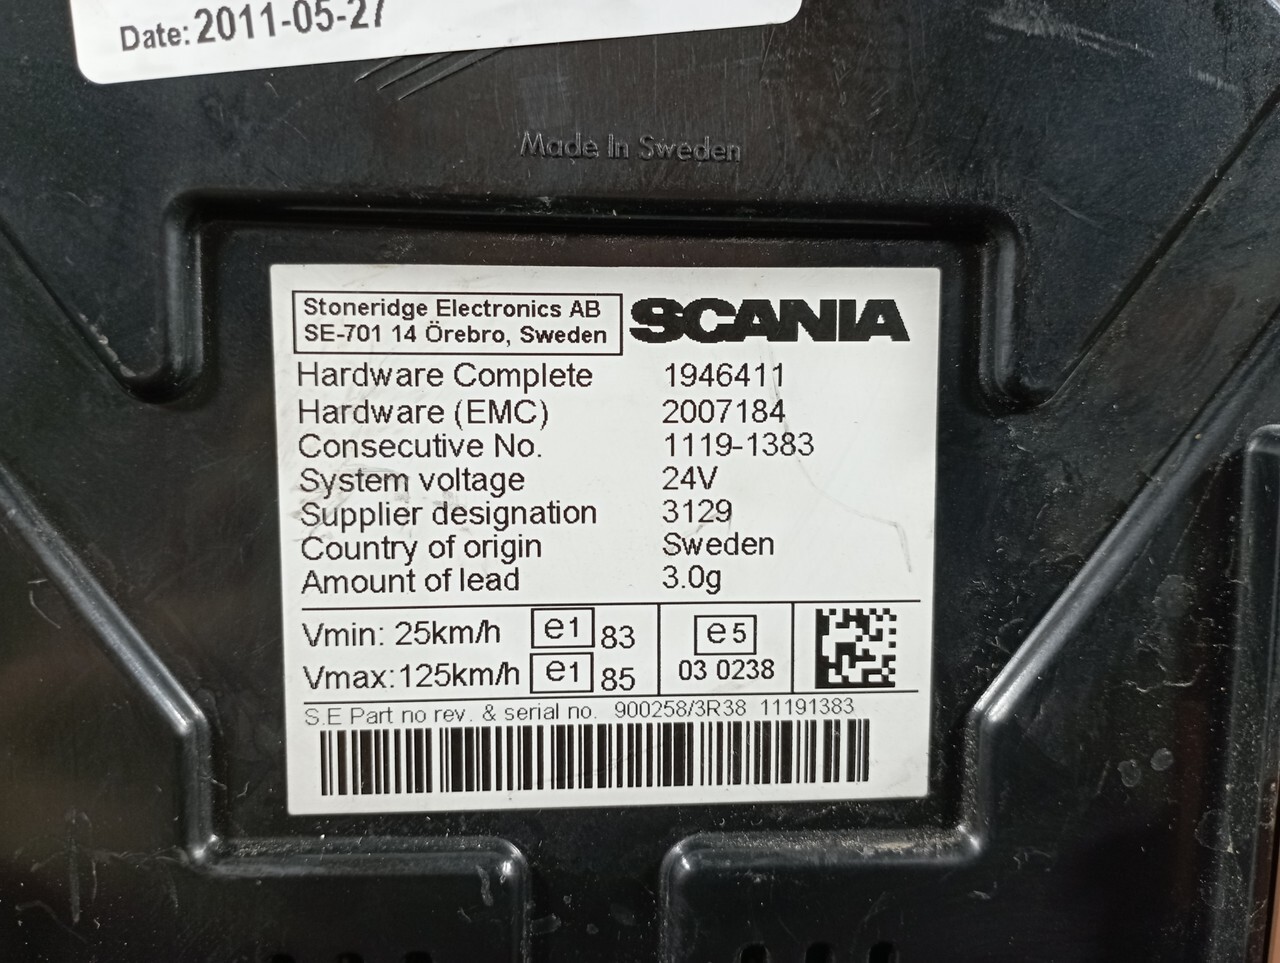 Date: 2011-05-27
Made In Sweden
Stoneridge Electronics AB
SE-701 14 Örebro, Sweden
SCANIA
Hardware Complete 1946411
Hardware (EMC) 2007184
Consecutive No. 1119-1383
System voltage 24V
Supplier designation 3129
Country of origin Sweden
Amount of lead 3.0g
Vmin: 25km/h e1 83
Vmax: 125km/h e1 85
e5
03 0238
S.E Part no rev. & serial no. 900258/3R38 11191383